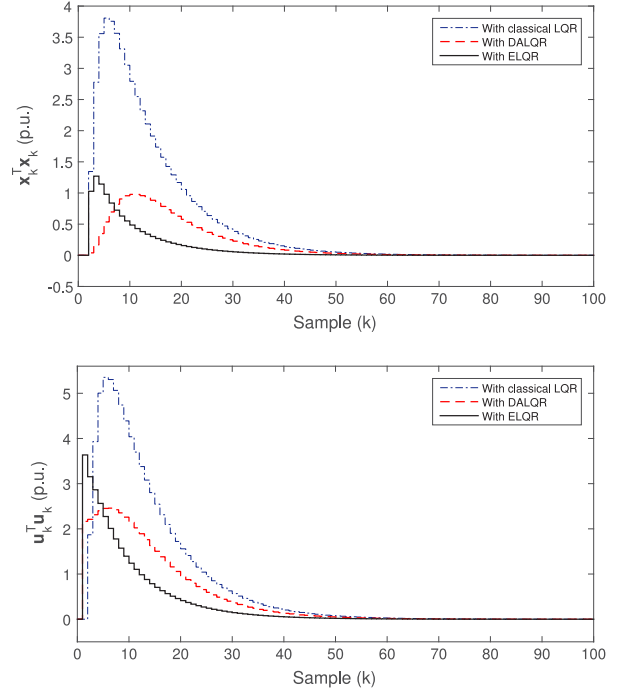 4
3.5
3
2.5
2
1.5
1
0.5
0
-0.5
x_k^T x_k (p.u.)
With classical LQR
With DALQR
With ELQR
0 10 20 30 40 50 60 70 80 90 100
Sample (k)
5
4
3
2
1
0
u_k^T u_k (p.u.)
With classical LQR
With DALQR
With ELQR
0 10 20 30 40 50 60 70 80 90 100
Sample (k)